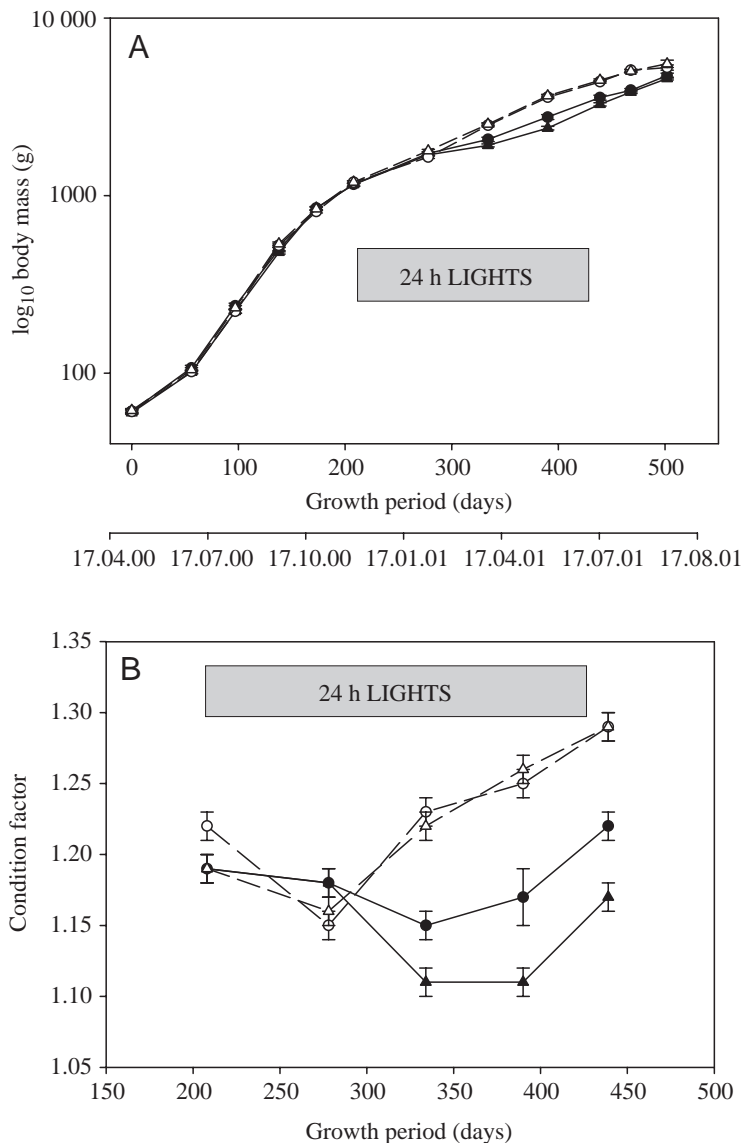 A
10 000
1000
100
log10 body mass (g)
24 h LIGHTS
0 100 200 300 400 500
Growth period (days)
17.04.00 17.07.00 17.10.00 17.01.01 17.04.01 17.07.01 17.08.01
B
1.35
1.30
1.25
1.20
1.15
1.10
1.05
Condition factor
24 h LIGHTS
150 200 250 300 350 400 450 500
Growth period (days)